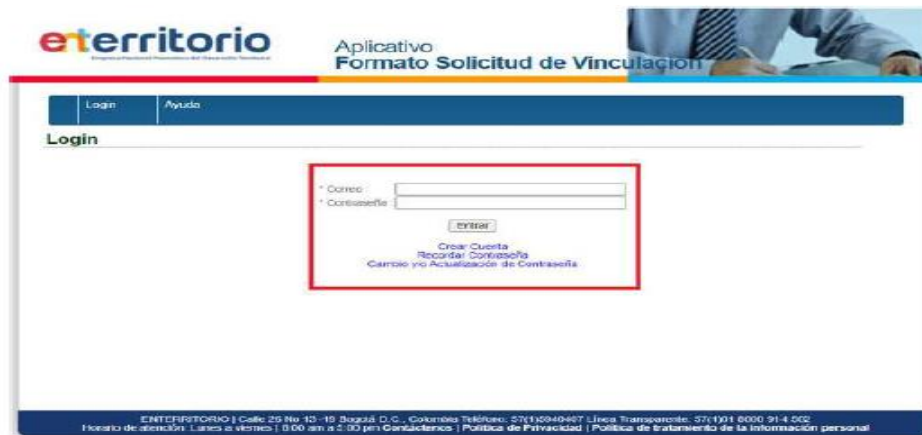 enterritorio
Aplicativo
Formato Solicitud de Vinculación
Login
Ayuda
Login
* Correo
* Contraseña
Entrar
Crear Cuenta
Recordar Contraseña
Cambio y/o Actualización de Contraseña
ENTERRITORIO | Calle 26 No 13 -19 Bogotá D.C., Colombia Teléfono: 57(1)5940407 Línea Transparente: 57(1)01 8000 914 502
Horario de atención: Lunes a viernes | 8:00 am a 5:00 pm Contáctenos | Política de Privacidad | Política de tratamiento de la información personal